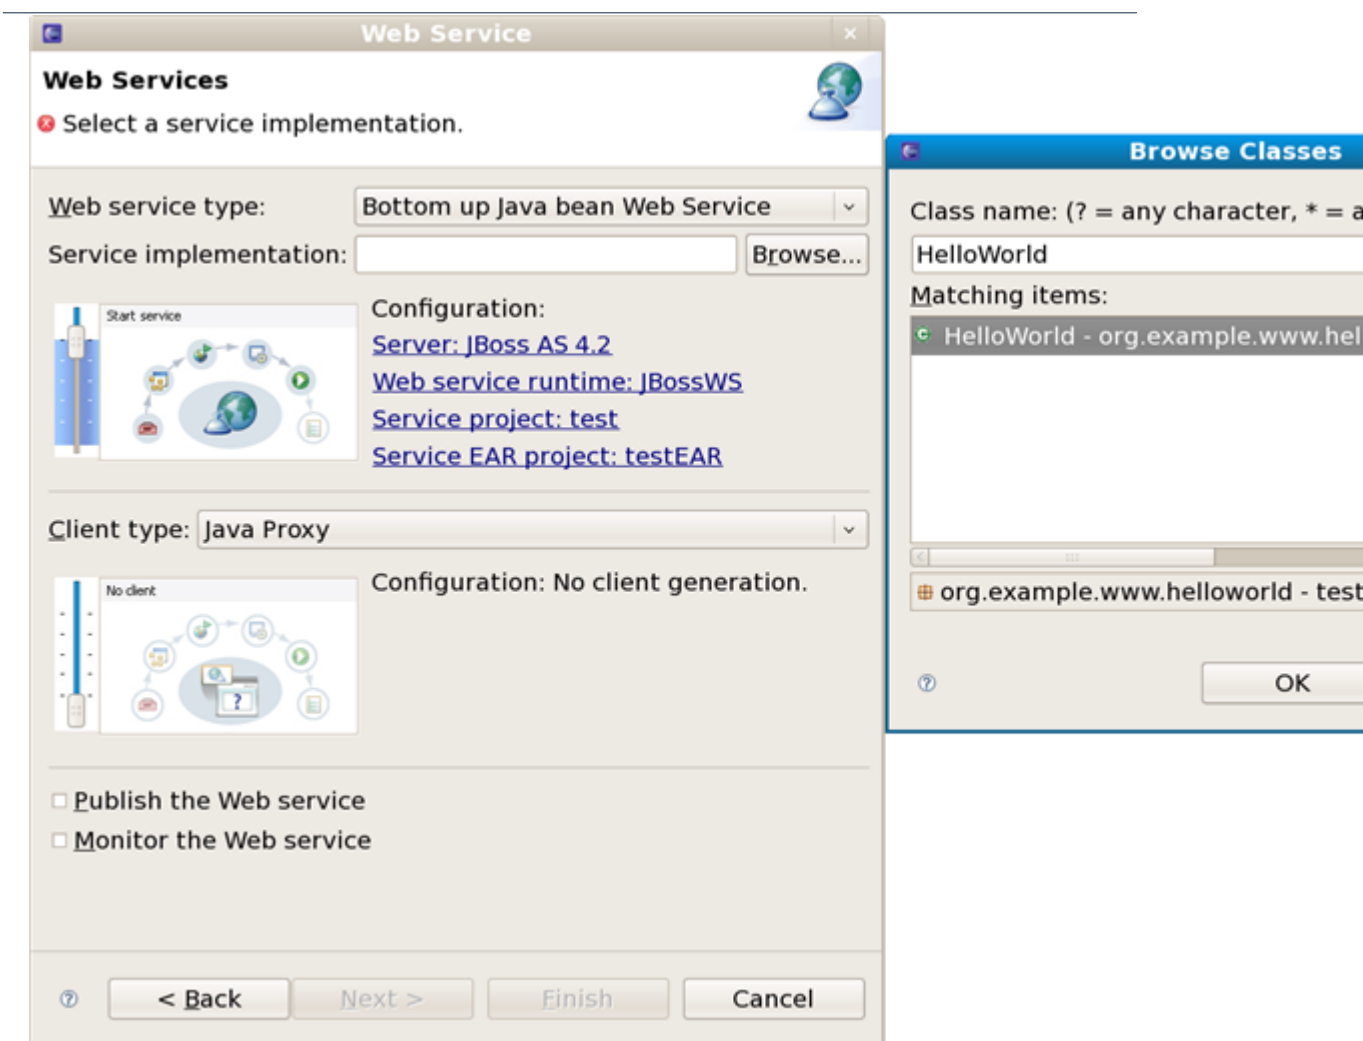 Web Service
Web Services
Select a service implementation.
Web service type: Bottom up Java bean Web Service
Service implementation: Browse...
Start service
Configuration:
Server: JBoss AS 4.2
Web service runtime: JBossWS
Service project: test
Service EAR project: testEAR
Client type: Java Proxy
No client
Configuration: No client generation.
Publish the Web service
Monitor the Web service
< Back Next > Finish Cancel
Browse Classes
Class name: (? = any character, * = a
HelloWorld
Matching items:
HelloWorld - org.example.www.hel
org.example.www.helloworld - test
OK